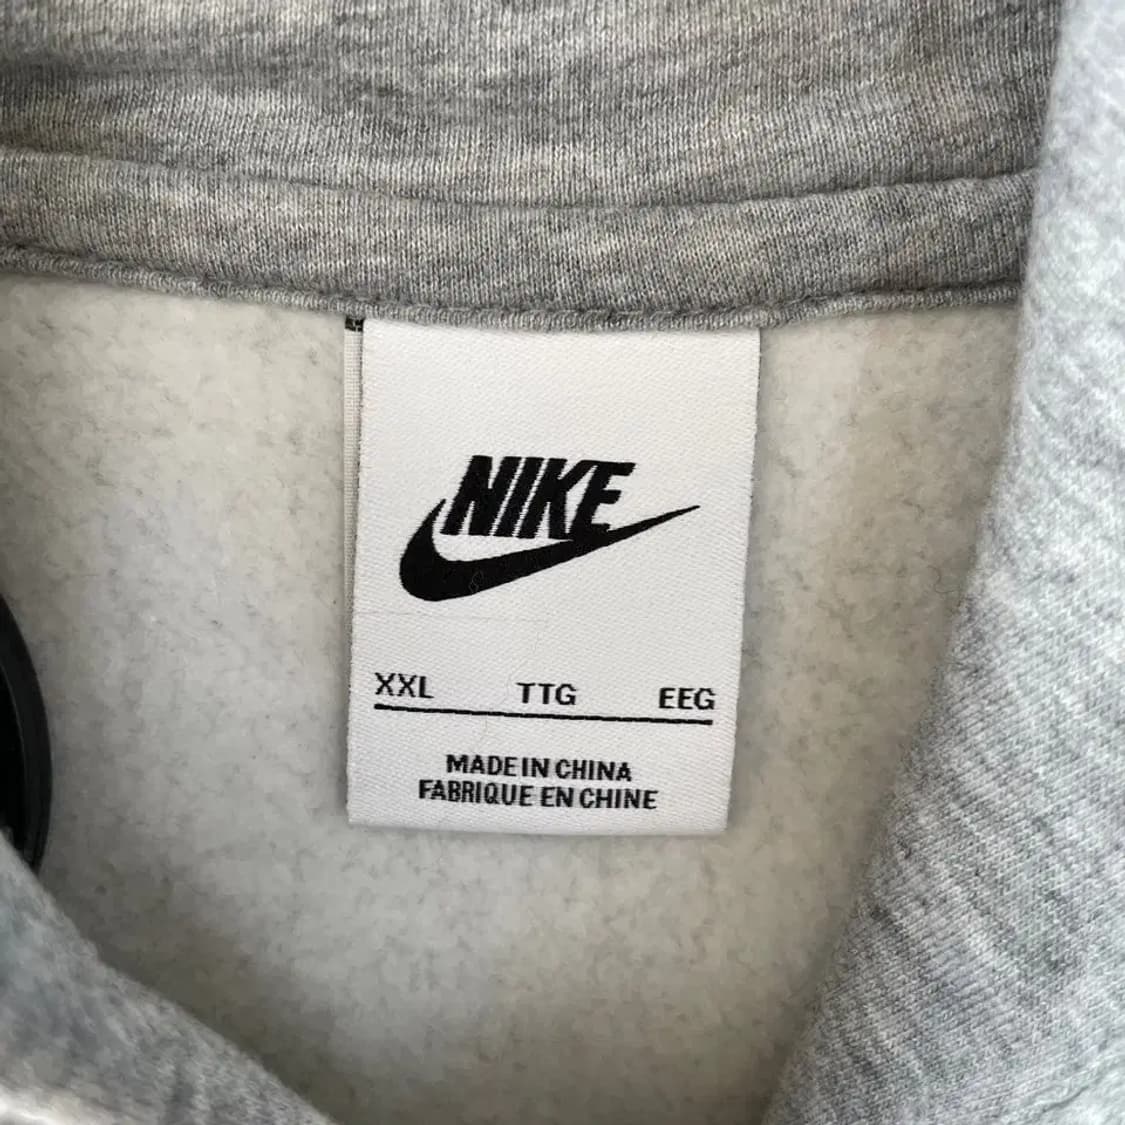 NIKE
XXL TTG EEG
MADE IN CHINA
FABRIQUE EN CHINE